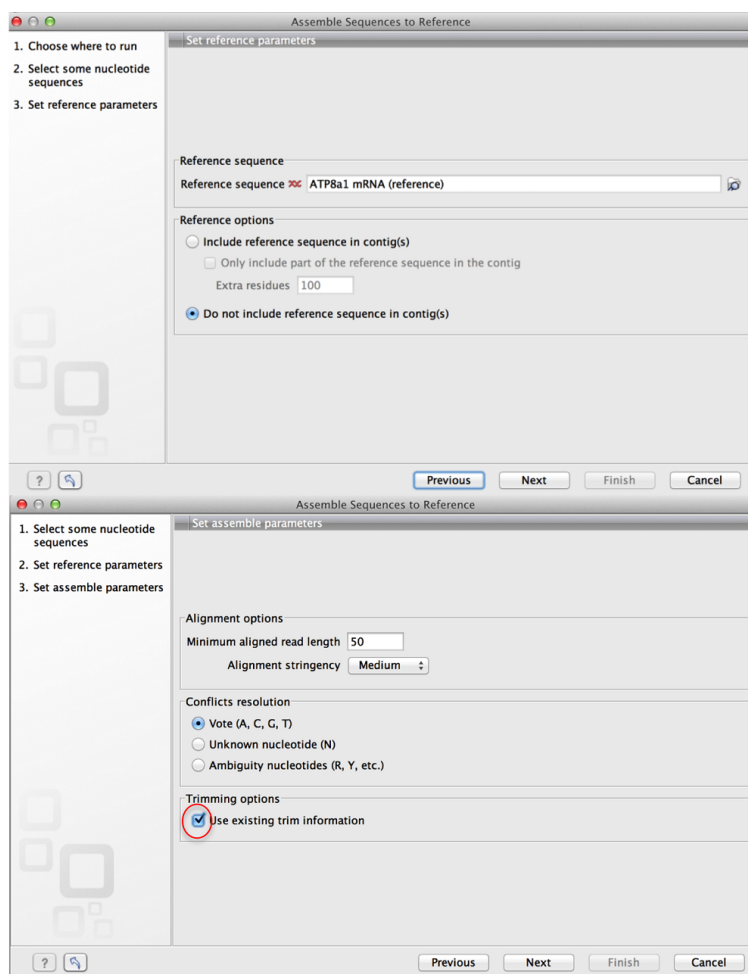 Assemble Sequences to Reference
1. Choose where to run
2. Select some nucleotide
sequences
3. Set reference parameters
Set reference parameters
Reference sequence
Reference sequence ATP8a1 mRNA (reference)
Reference options
Include reference sequence in contig(s)
Only include part of the reference sequence in the contig
Extra residues 100
Do not include reference sequence in contig(s)
? Previous Next Finish Cancel
Assemble Sequences to Reference
1. Select some nucleotide
sequences
2. Set reference parameters
3. Set assemble parameters
Set assemble parameters
Alignment options
Minimum aligned read length 50
Alignment stringency Medium
Conflicts resolution
Vote (A, C, G, T)
Unknown nucleotide (N)
Ambiguity nucleotides (R, Y, etc.)
Trimming options
Use existing trim information
? Previous Next Finish Cancel